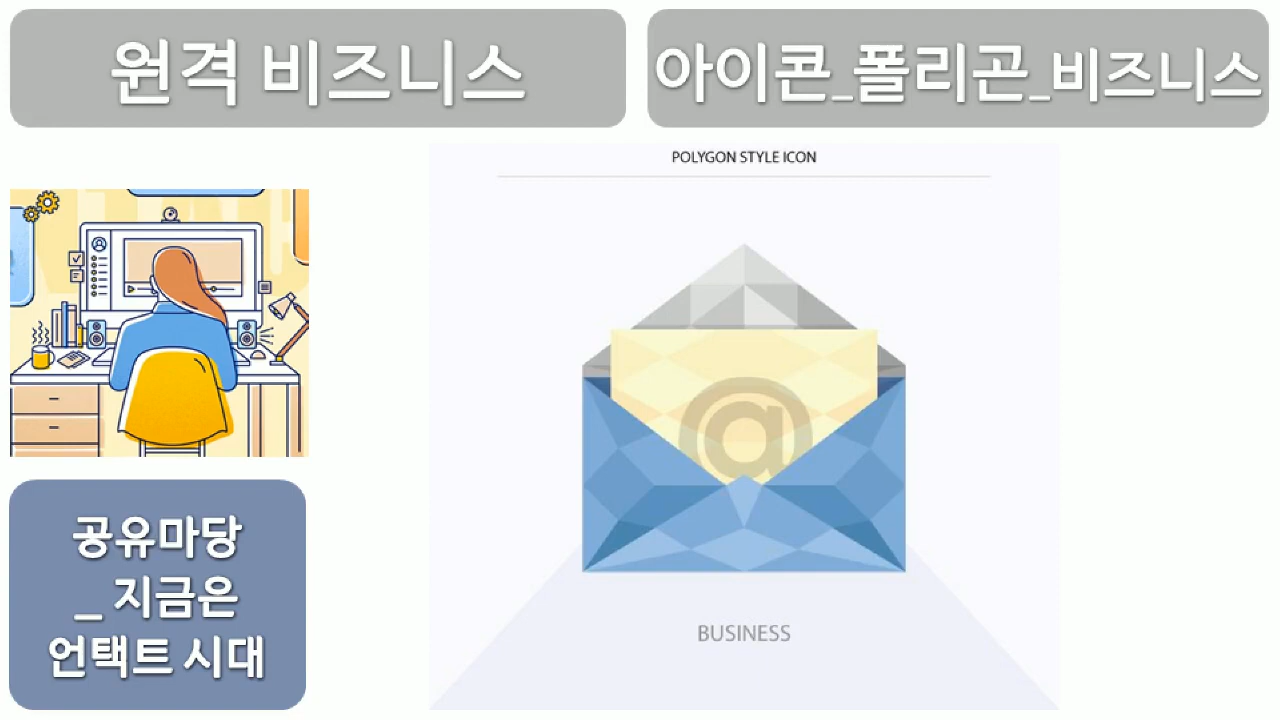 원격 비즈니스
아이콘_폴리곤_비즈니스
POLYGON STYLE ICON
@
BUSINESS
공유마당
_ 지금은
언택트 시대